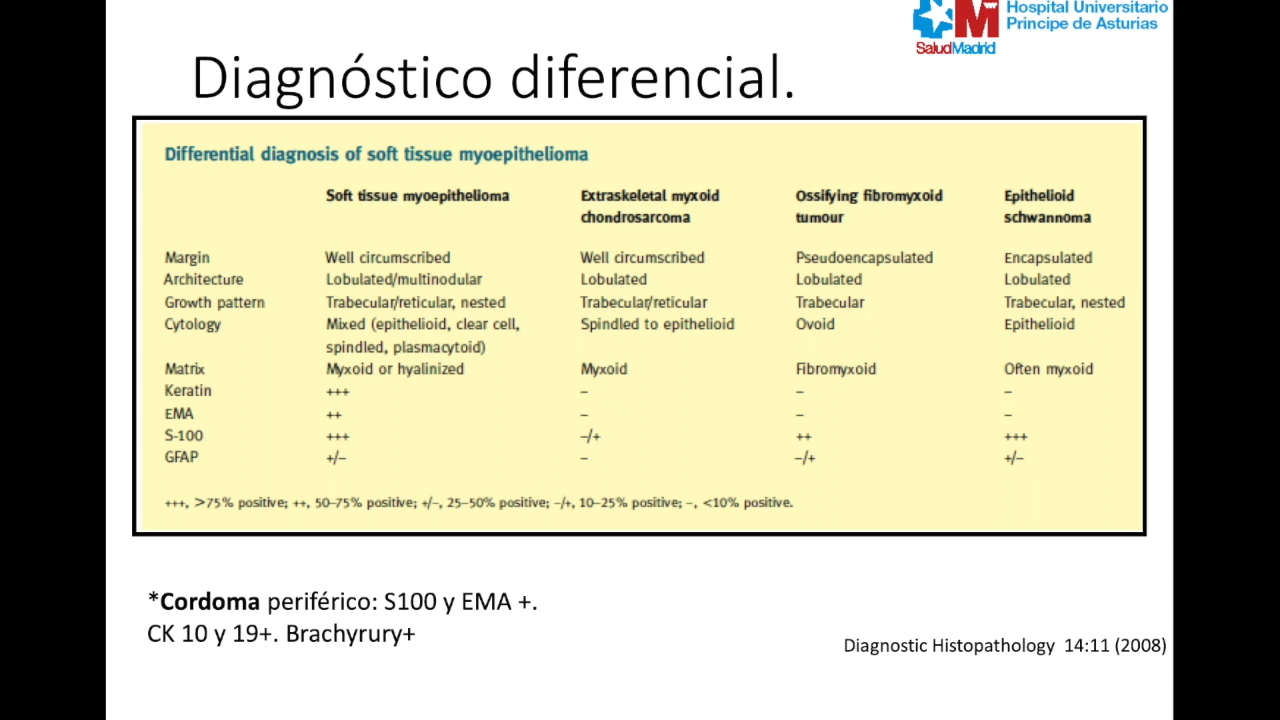 Hospital Universitario
Príncipe de Asturias
M
SaludMadrid
Diagnóstico diferencial.
Differential diagnosis of soft tissue myoepithelioma
Soft tissue myoepithelioma Extraskeletal myxoid chondrosarcoma Ossifying fibromyxoid tumour Epithelioid schwannoma
Margin Well circumscribed Well circumscribed Pseudoencapsulated Encapsulated
Architecture Lobulated/multinodular Lobulated Lobulated Lobulated
Growth pattern Trabecular/reticular, nested Trabecular/reticular Trabecular Trabecular, nested
Cytology Mixed (epithelioid, clear cell, spindled, plasmacytoid) Spindled to epithelioid Ovoid Epithelioid
Matrix Myxoid or hyalinized Myxoid Fibromyxoid Often myxoid
Keratin +++ – – –
EMA ++ – – –
S-100 +++ –/+ ++ +++
GFAP +/– – –/+ +/–
+++, >75% positive; ++, 50–75% positive; +/–, 25–50% positive; –/+, 10–25% positive; –, <10% positive.
*Cordoma periférico: S100 y EMA +.
CK 10 y 19+. Brachyrury+
Diagnostic Histopathology 14:11 (2008)